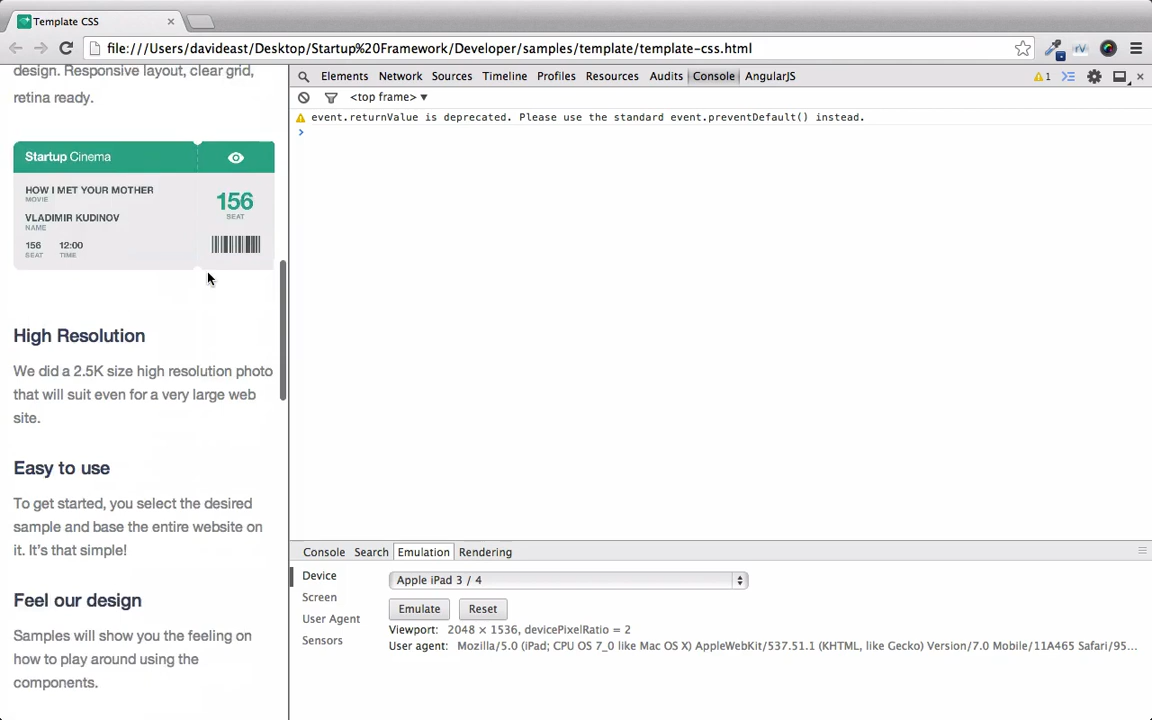 Template CSS
file:///Users/davideast/Desktop/Startup%20Framework/Developer/samples/template/template-css.html
design. Responsive layout, clear grid,
retina ready.
Startup Cinema
HOW I MET YOUR MOTHER
MOVIE
VLADIMIR KUDINOV
NAME
156 12:00
SEAT TIME
156
SEAT
High Resolution
We did a 2.5K size high resolution photo
that will suit even for a very large web
site.
Easy to use
To get started, you select the desired
sample and base the entire website on
it. It's that simple!
Feel our design
Samples will show you the feeling on
how to play around using the
components.
Elements Network Sources Timeline Profiles Resources Audits Console AngularJS 1
<top frame>
event.returnValue is deprecated. Please use the standard event.preventDefault() instead.
>
Console Search Emulation Rendering
Device
Screen
User Agent
Sensors
Apple iPad 3 / 4
Emulate Reset
Viewport: 2048 × 1536, devicePixelRatio = 2
User agent: Mozilla/5.0 (iPad; CPU OS 7_0 like Mac OS X) AppleWebKit/537.51.1 (KHTML, like Gecko) Version/7.0 Mobile/11A465 Safari/95...